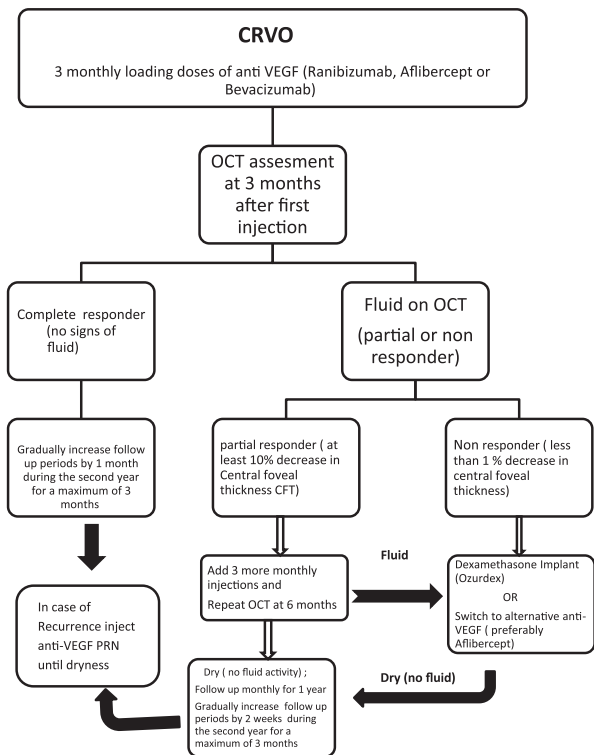 CRVO
3 monthly loading doses of anti VEGF (Ranibizumab, Aflibercept or
Bevacizumab)
OCT assesment
at 3 months
after first
injection
Complete responder
(no signs of
fluid)
Fluid on OCT
(partial or non
responder)
Gradually increase follow
up periods by 1 month
during the second year
for a maximum of 3
months
partial responder ( at
least 10% decrease in
Central foveal
thickness CFT)
Non responder ( less
than 1 % decrease in
central foveal
thickness)
In case of
Recurrence inject
anti-VEGF PRN
until dryness
Add 3 more monthly
injections and
Repeat OCT at 6 months
Fluid
Dexamethasone Implant
(Ozurdex)
OR
Switch to alternative anti-
VEGF ( preferably
Aflibercept)
Dry ( no fluid activity) ;
Follow up monthly for 1 year
Gradually increase follow up
periods by 2 weeks during
the second year for a
maximum of 3 months
Dry (no fluid)